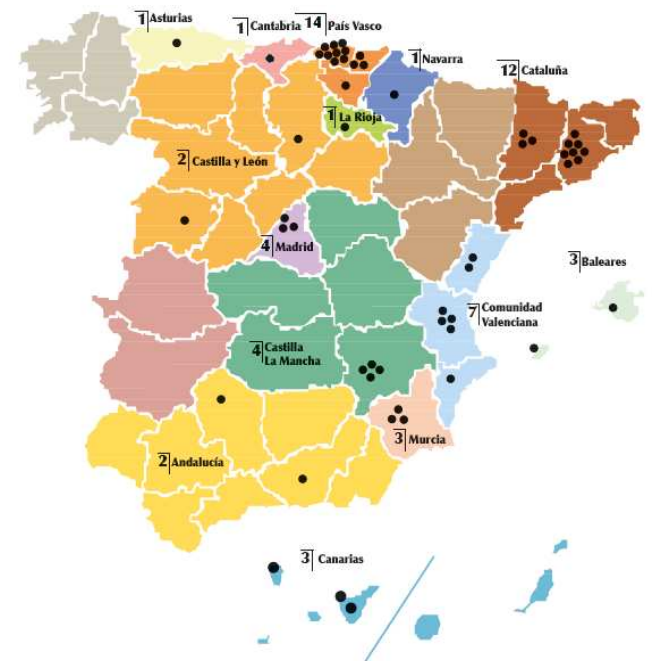 1 Asturias
1 Cantabria
14 País Vasco
1 Navarra
12 Cataluña
1 La Rioja
2 Castilla y León
4 Madrid
3 Baleares
7 Comunidad
Valenciana
4 Castilla
La Mancha
3 Murcia
2 Andalucía
3 Canarias